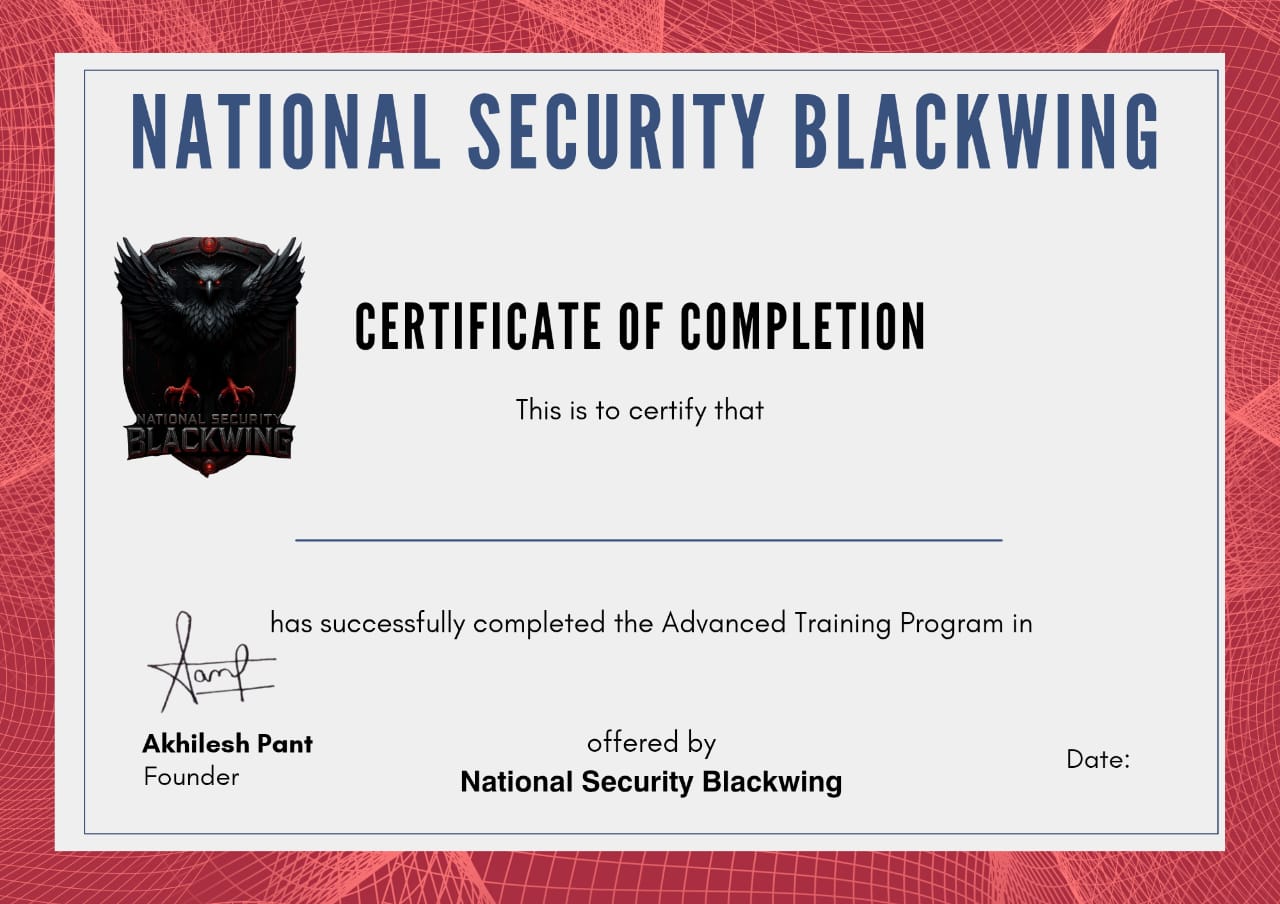 NATIONAL SECURITY BLACKWING
NATIONAL SECURITY
BLACKWING
CERTIFICATE OF COMPLETION
This is to certify that
has successfully completed the Advanced Training Program in
Akhilesh Pant
Founder
offered by
National Security Blackwing
Date: